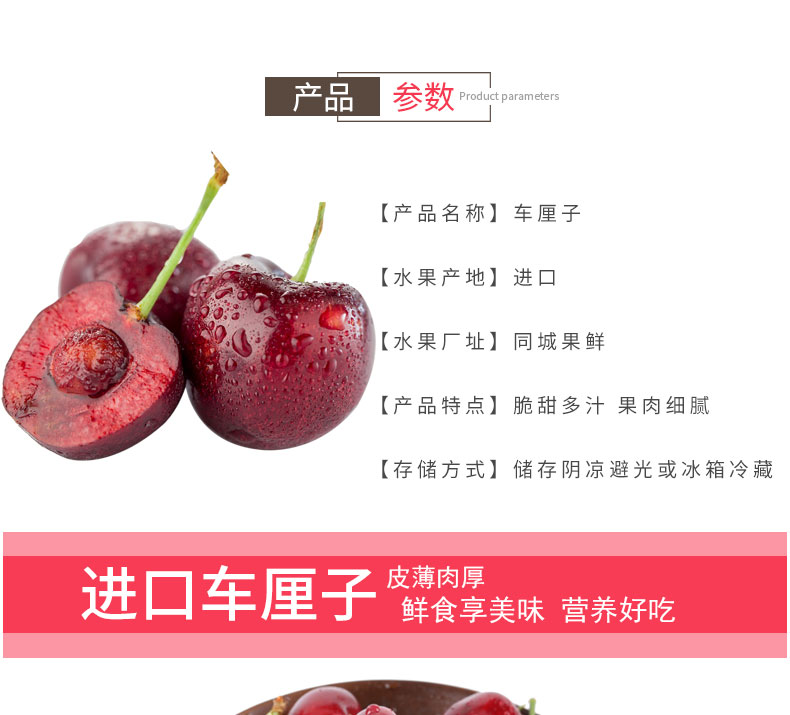 产品 参数 Product parameters
【产品名称】车厘子
【水果产地】进口
【水果厂址】同城果鲜
【产品特点】脆甜多汁 果肉细腻
【存储方式】储存阴凉避光或冰箱冷藏
进口车厘子
皮薄肉厚
鲜食享美味 营养好吃